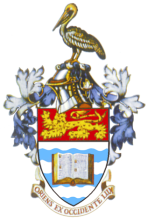 ORIENS EX OCCIDENTE LUX